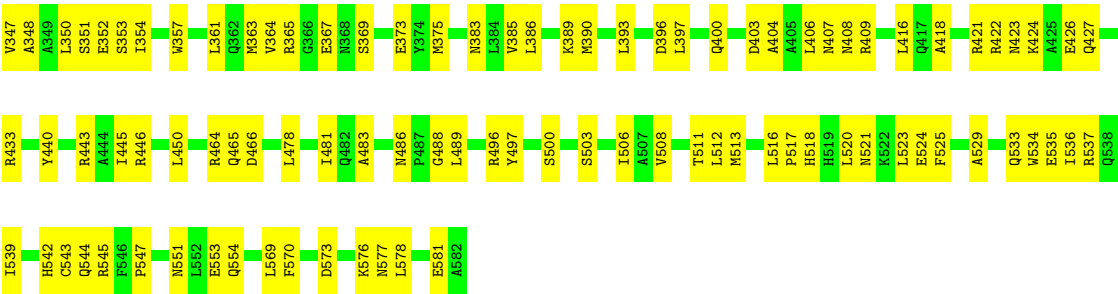 V347 A348 A349 L350 S351 E352 S353 I354 W357 L361 Q362 M363 V364 R365 G366 E367 N368 S369 E373 Y374 M375 N383 L384 V385 L386 K389 M390 L393 D396 L397 Q400 D403 A404 A405 L406 N407 N408 R409 L416 Q417 A418 R421 R422 N423 K424 A425 E426 Q427
R433 Y440 R443 A444 I445 R446 L450 R464 Q465 D466 L478 I481 Q482 A483 N486 P487 G488 L489 R496 Y497 S500 S503 I506 A507 V508 T511 L512 M513 L516 P517 H518 H519 L520 N521 K522 L523 E524 F525 A529 Q533 W534 E535 I536 R537 Q538
I539 H542 C543 Q544 R545 F546 P547 N551 L552 E553 Q554 L569 F570 D573 K576 N577 L578 E581 A582